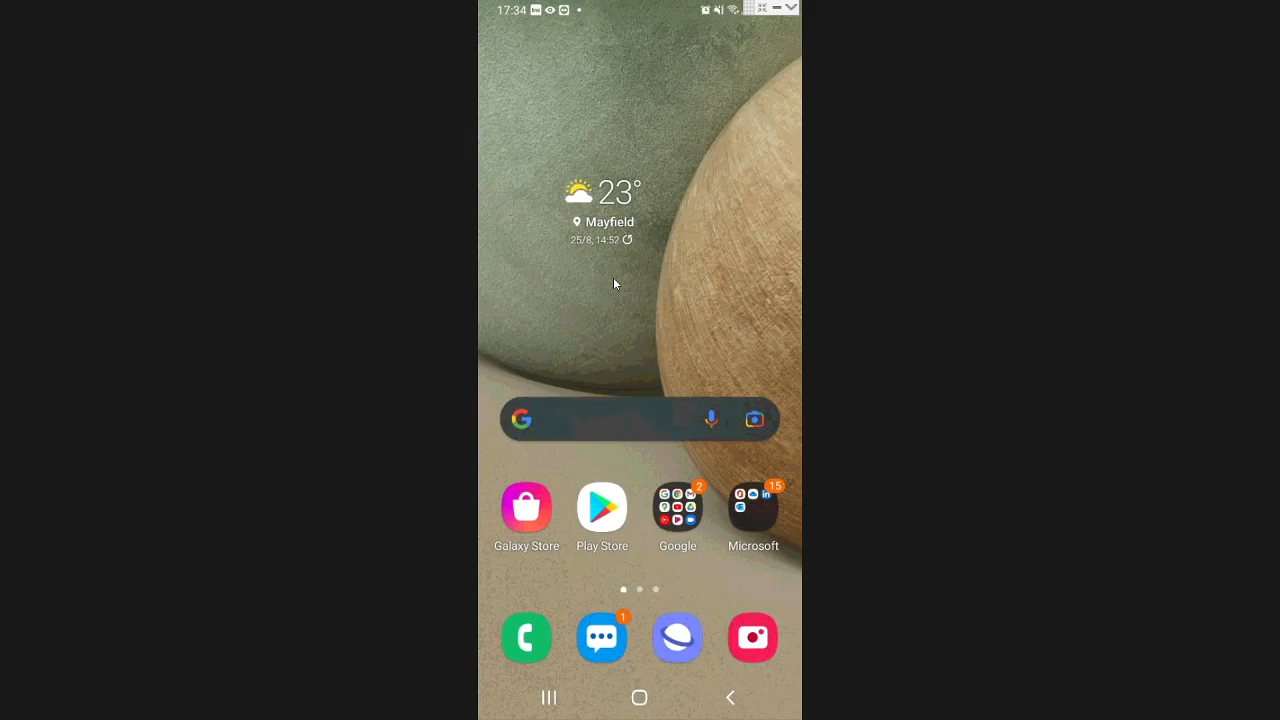 17:34
23°
Mayfield
25/8, 14:52
2
15
Galaxy Store
Play Store
Google
Microsoft
1